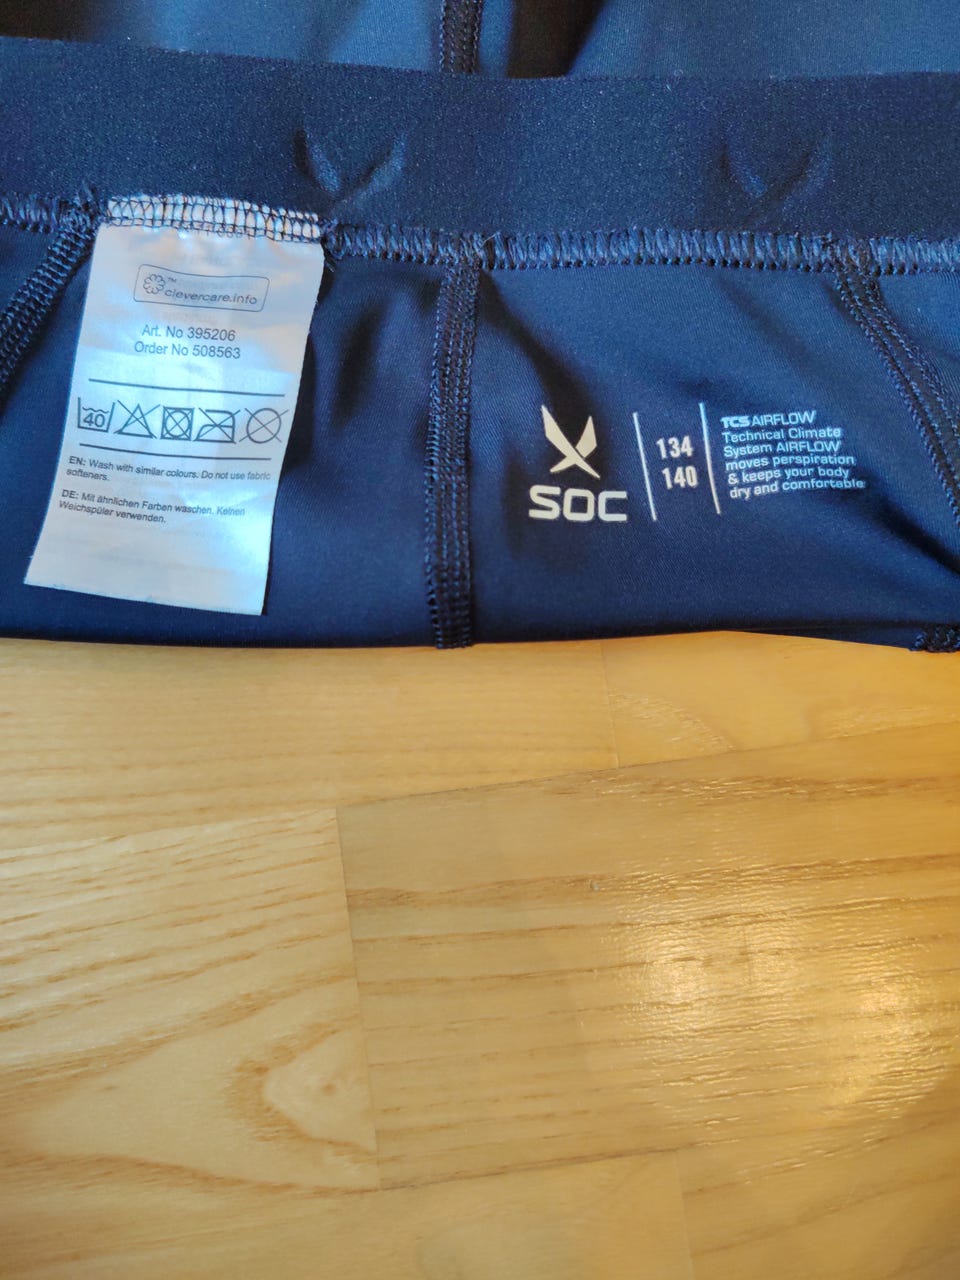 ™
clevercare.info
Art. No 395206
Order No 508563
40
EN: Wash with similar colours. Do not use fabric
softeners.
DE: Mit ähnlichen Farben waschen. Keinen
Weichspüler verwenden.
SOC
134
140
TCS AIRFLOW
Technical Climate
System AIRFLOW
moves perspiration
& keeps your body
dry and comfortable